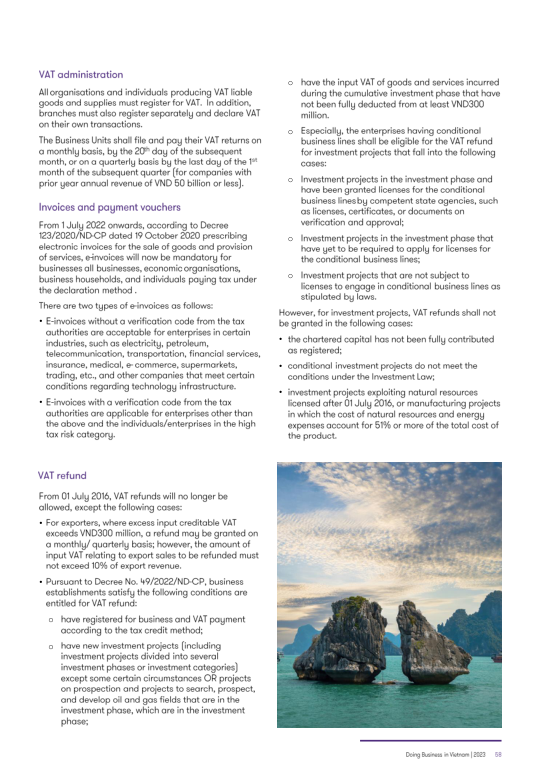 VAT administration
All organisations and individuals producing VAT liable
goods and supplies must register for VAT. In addition,
branches must also register separately and declare VAT
on their own transactions.
The Business Units shall file and pay their VAT returns on
a monthly basis, by the 20th day of the subsequent
month, or on a quarterly basis by the last day of the 1st
month of the subsequent quarter (for companies with
prior year annual revenue of VND 50 billion or less).
Invoices and payment vouchers
From 1 July 2022 onwards, according to Decree
123/2020/ND-CP dated 19 October 2020 prescribing
electronic invoices for the sale of goods and provision
of services, e-invoices will now be mandatory for
businesses all businesses, economic organisations,
business households, and individuals paying tax under
the declaration method .
There are two types of e-invoices as follows:
• E-invoices without a verification code from the tax
authorities are acceptable for enterprises in certain
industries, such as electricity, petroleum,
telecommunication, transportation, financial services,
insurance, medical, e- commerce, supermarkets,
trading, etc., and other companies that meet certain
conditions regarding technology infrastructure.
• E-invoices with a verification code from the tax
authorities are applicable for enterprises other than
the above and the individuals/enterprises in the high
tax risk category.
VAT refund
From 01 July 2016, VAT refunds will no longer be
allowed, except the following cases:
• For exporters, where excess input creditable VAT
exceeds VND300 million, a refund may be granted on
a monthly/ quarterly basis; however, the amount of
input VAT relating to export sales to be refunded must
not exceed 10% of export revenue.
• Pursuant to Decree No. 49/2022/ND-CP, business
establishments satisfy the following conditions are
entitled for VAT refund:
o have registered for business and VAT payment
according to the tax credit method;
o have new investment projects (including
investment projects divided into several
investment phases or investment categories)
except some certain circumstances OR projects
on prospection and projects to search, prospect,
and develop oil and gas fields that are in the
investment phase, which are in the investment
phase;
o have the input VAT of goods and services incurred
during the cumulative investment phase that have
not been fully deducted from at least VND300
million.
o Especially, the enterprises having conditional
business lines shall be eligible for the VAT refund
for investment projects that fall into the following
cases:
o Investment projects in the investment phase and
have been granted licenses for the conditional
business lines by competent state agencies, such
as licenses, certificates, or documents on
verification and approval;
o Investment projects in the investment phase that
have yet to be required to apply for licenses for
the conditional business lines;
o Investment projects that are not subject to
licenses to engage in conditional business lines as
stipulated by laws.
However, for investment projects, VAT refunds shall not
be granted in the following cases:
• the chartered capital has not been fully contributed
as registered;
• conditional investment projects do not meet the
conditions under the Investment Law;
• investment projects exploiting natural resources
licensed after 01 July 2016, or manufacturing projects
in which the cost of natural resources and energy
expenses account for 51% or more of the total cost of
the product.
Doing Business in Vietnam | 2023 58